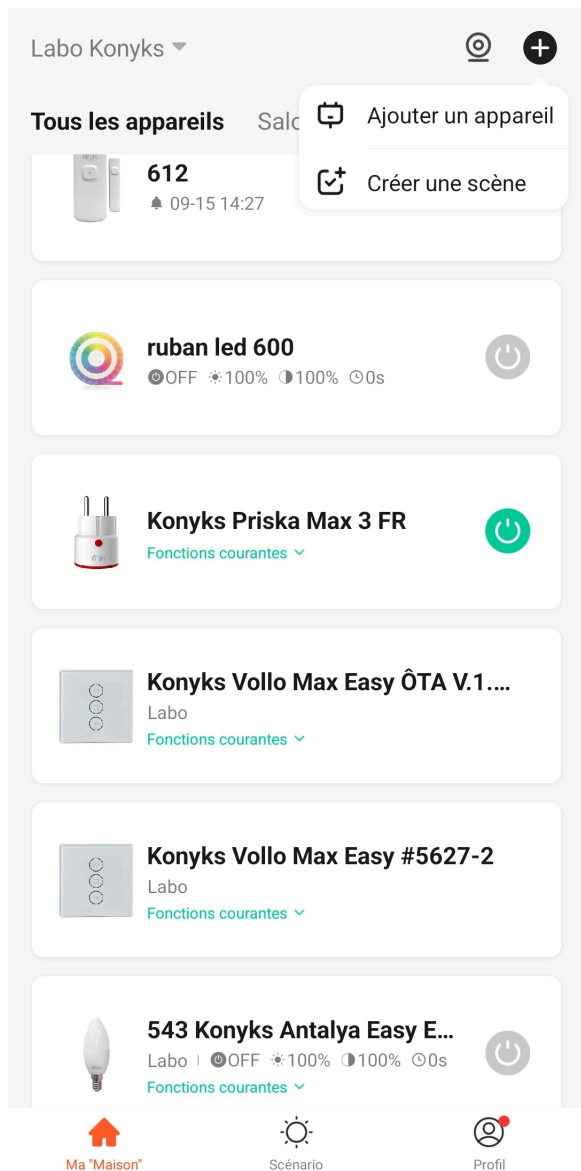 Labo Konyks
Ajouter un appareil
Tous les appareils
Créer une scène
612
09-15 14:27
ruban led 600
OFF 100% 100% 0s
Konyks Priska Max 3 FR
Fonctions courantes
Konyks Vollo Max Easy ÔTA V.1....
Labo
Fonctions courantes
Konyks Vollo Max Easy #5627-2
Labo
Fonctions courantes
543 Konyks Antalya Easy E...
Labo | OFF 100% 100% 0s
Fonctions courantes
Ma "Maison"
Scénario
Profil